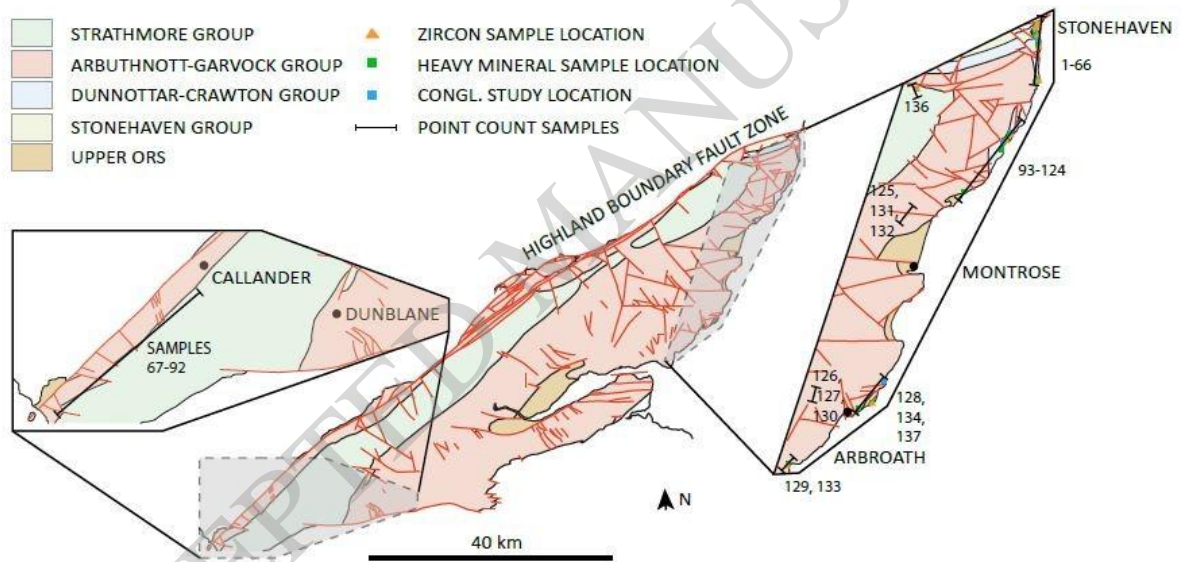 STRATHMORE GROUP
ARBUTHNOTT-GARVOCK GROUP
DUNNOTTAR-CRAWTON GROUP
STONEHAVEN GROUP
UPPER ORS
ZIRCON SAMPLE LOCATION
HEAVY MINERAL SAMPLE LOCATION
CONGL. STUDY LOCATION
POINT COUNT SAMPLES
HIGHLAND BOUNDARY FAULT ZONE
STONEHAVEN
1-66
136
93-124
125,
131,
132
MONTROSE
126,
127,
130
128,
134,
137
ARBROATH
129, 133
CALLANDER
DUNBLANE
SAMPLES
67-92
N
40 km
EPTED MANUS